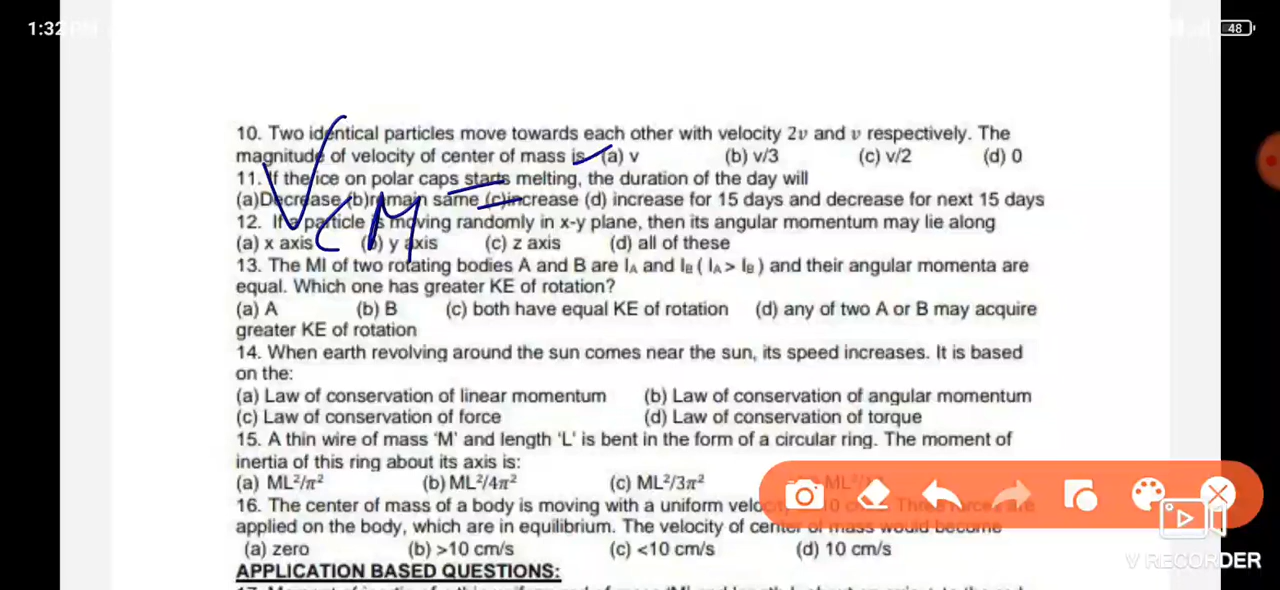 1:32
48
10. Two identical particles move towards each other with velocity 2v and v respectively. The
magnitude of velocity of center of mass is (a) v (b) v/3 (c) v/2 (d) 0
11. If the ice on polar caps starts melting, the duration of the day will
(a)Decrease (b)remain same (c)increase (d) increase for 15 days and decrease for next 15 days
12. If a particle is moving randomly in x-y plane, then its angular momentum may lie along
(a) x axis (b) y axis (c) z axis (d) all of these
VCM =
13. The MI of two rotating bodies A and B are IA and IB ( IA > IB ) and their angular momenta are
equal. Which one has greater KE of rotation?
(a) A (b) B (c) both have equal KE of rotation (d) any of two A or B may acquire
greater KE of rotation
14. When earth revolving around the sun comes near the sun, its speed increases. It is based
on the:
(a) Law of conservation of linear momentum (b) Law of conservation of angular momentum
(c) Law of conservation of force (d) Law of conservation of torque
15. A thin wire of mass 'M' and length 'L' is bent in the form of a circular ring. The moment of
inertia of this ring about its axis is:
(a) ML²/π² (b) ML²/4π² (c) ML²/3π² ML²/
16. The center of mass of a body is moving with a uniform are
applied on the body, which are in equilibrium. The velocity of center of mass would become
(a) zero (b) >10 cm/s (c) <10 cm/s (d) 10 cm/s
V RECORDER
APPLICATION BASED QUESTIONS: